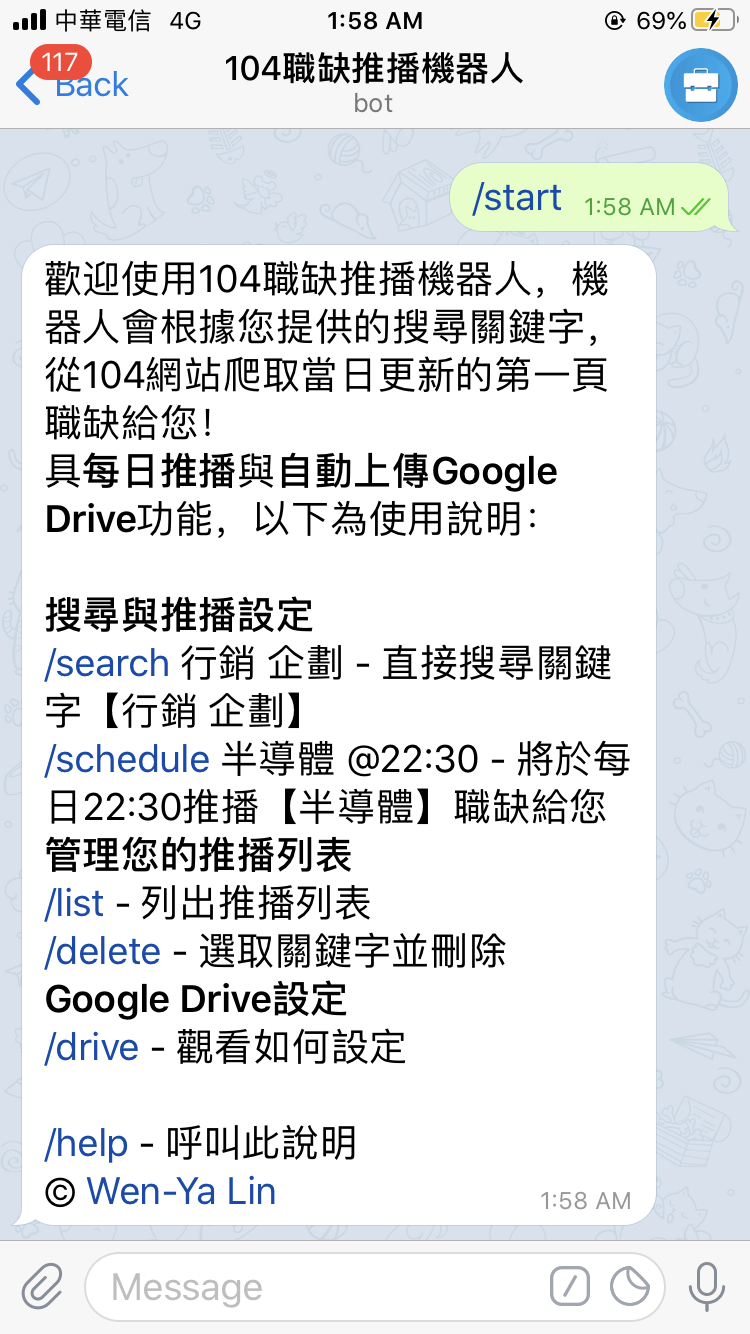 中華電信 4G 1:58 AM 69%
117
Back
104職缺推播機器人
bot
/start 1:58 AM
歡迎使用104職缺推播機器人，機
器人會根據您提供的搜尋關鍵字，
從104網站爬取當日更新的第一頁
職缺給您！
具每日推播與自動上傳Google
Drive功能，以下為使用說明：
搜尋與推播設定
/search 行銷 企劃 - 直接搜尋關鍵
字【行銷 企劃】
/schedule 半導體 @22:30 - 將於每
日22:30推播【半導體】職缺給您
管理您的推播列表
/list - 列出推播列表
/delete - 選取關鍵字並刪除
Google Drive設定
/drive - 觀看如何設定
/help - 呼叫此說明
© Wen-Ya Lin 1:58 AM
Message